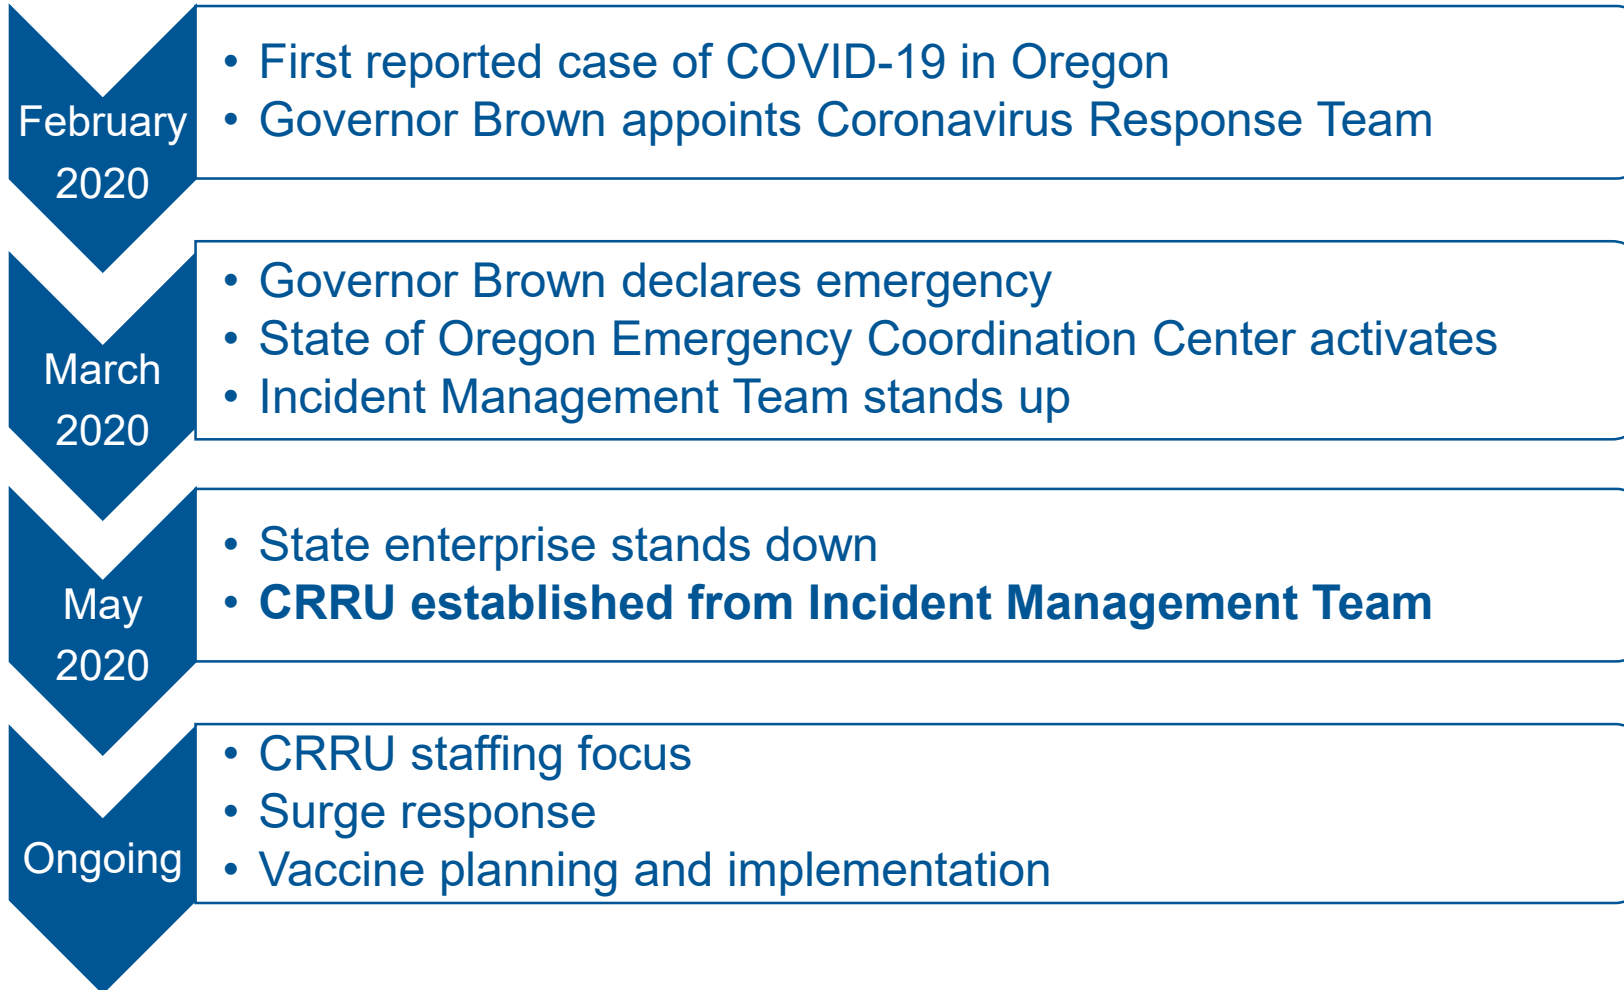 February
2020
• First reported case of COVID-19 in Oregon
• Governor Brown appoints Coronavirus Response Team
March
2020
• Governor Brown declares emergency
• State of Oregon Emergency Coordination Center activates
• Incident Management Team stands up
May
2020
• State enterprise stands down
• CRRU established from Incident Management Team
Ongoing
• CRRU staffing focus
• Surge response
• Vaccine planning and implementation